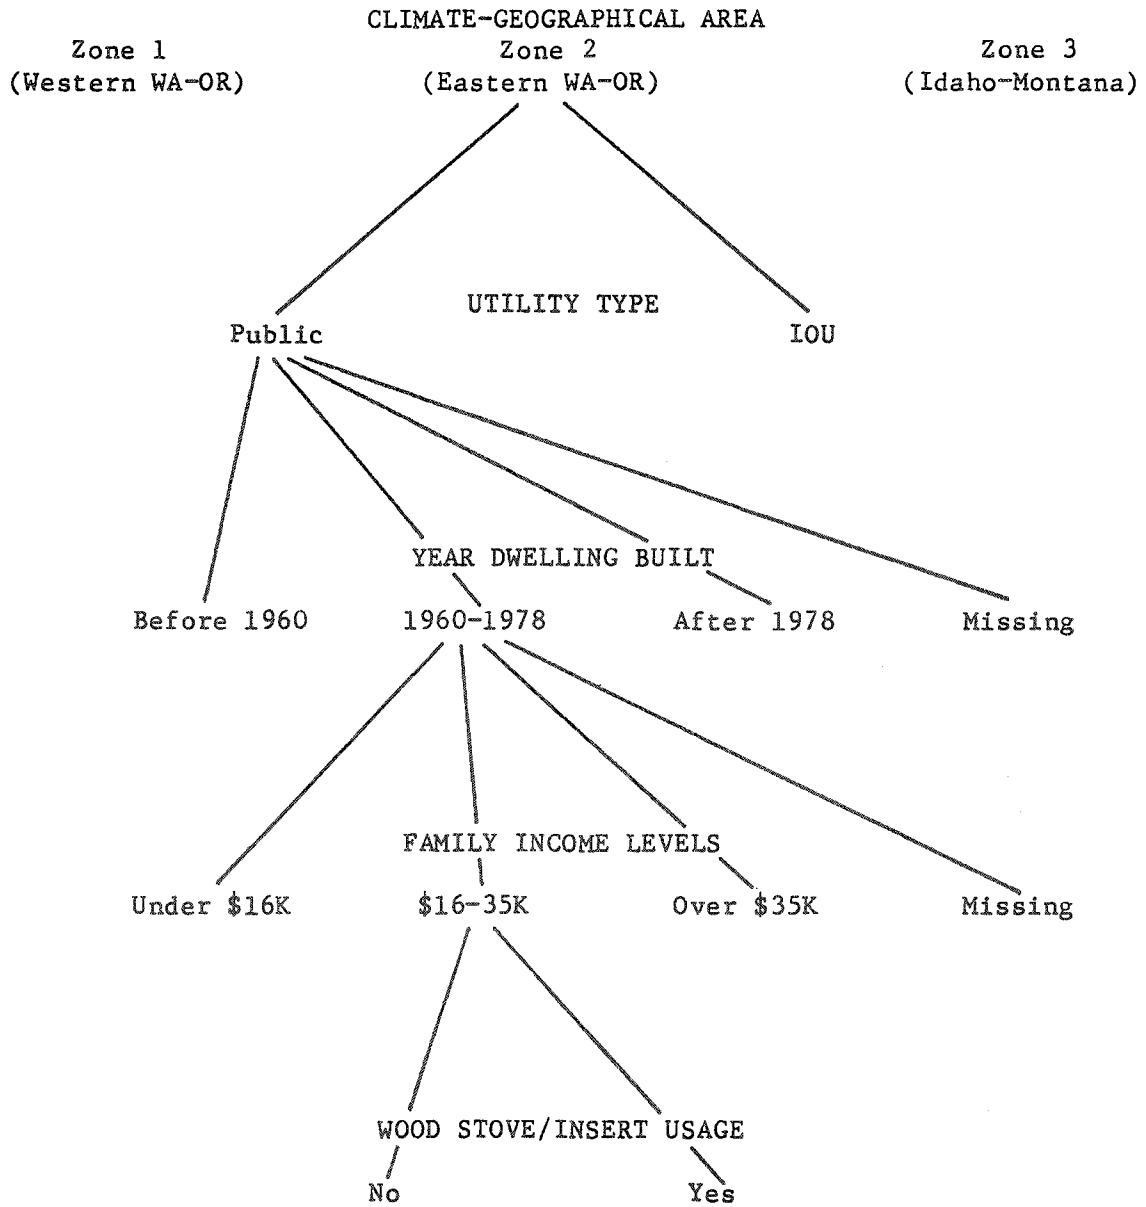 CLIMATE-GEOGRAPHICAL AREA
Zone 1 Zone 2 Zone 3
(Western WA-OR) (Eastern WA-OR) (Idaho-Montana)
UTILITY TYPE
Public IOU
YEAR DWELLING BUILT
Before 1960 1960-1978 After 1978 Missing
FAMILY INCOME LEVELS
Under $16K $16-35K Over $35K Missing
WOOD STOVE/INSERT USAGE
No Yes